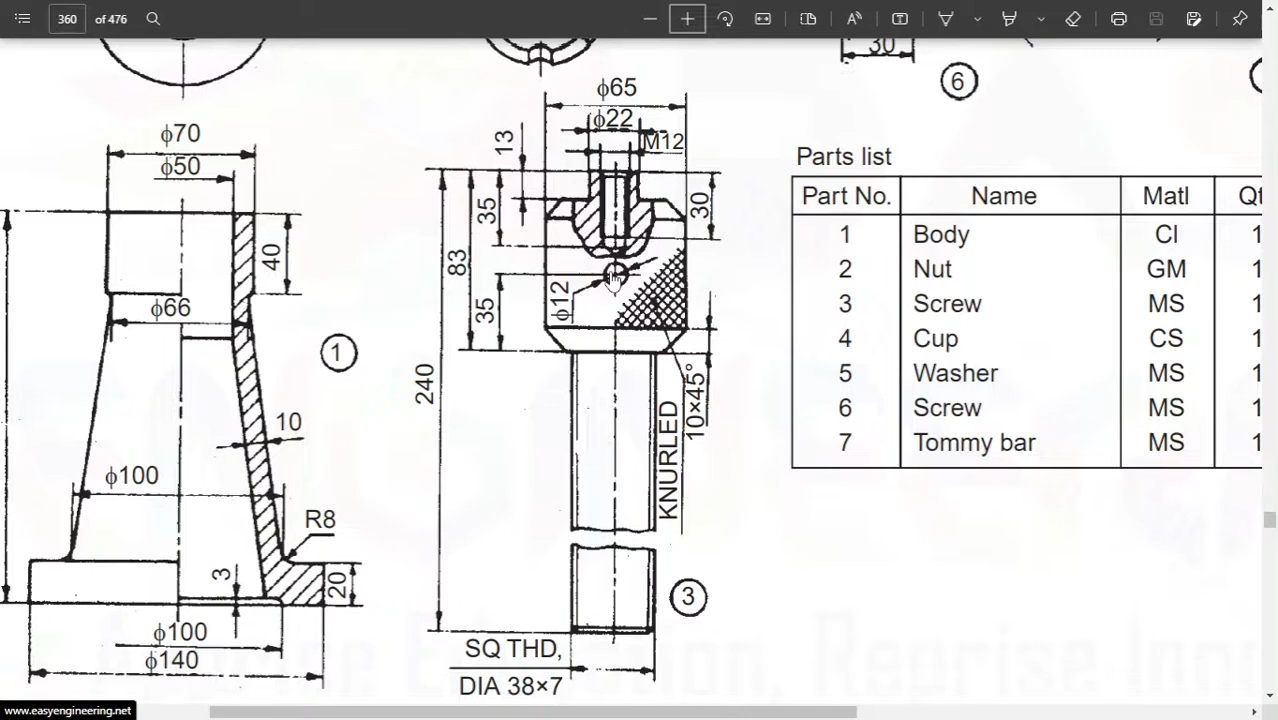 360 of 476
30
6
ϕ70
ϕ50
40
ϕ66
1
10
ϕ100
R8
3
20
ϕ100
ϕ140
ϕ65
ϕ22
M12
13
35
30
83
ϕ12
35
240
KNURLED
10×45°
3
SQ THD,
DIA 38×7
Parts list
Part No. Name Matl
1 Body CI 1
2 Nut GM 1
3 Screw MS 1
4 Cup CS 1
5 Washer MS 1
6 Screw MS 1
7 Tommy bar MS 1
www.easyengineering.net